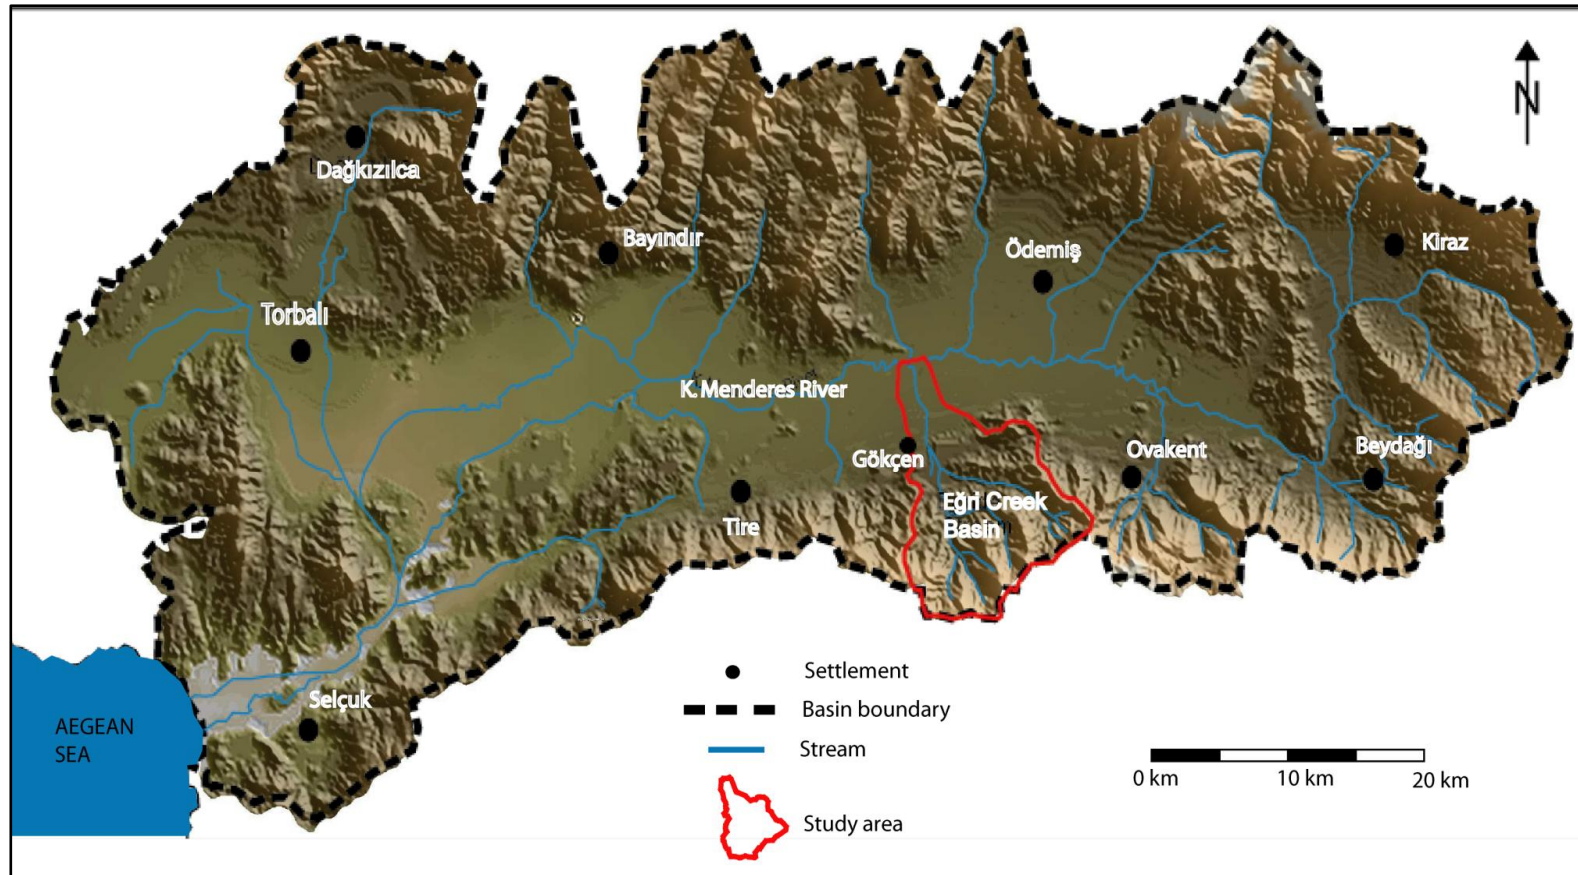 N
Dağkızılca
Bayındır
Ödemiş
Kiraz
Torbalı
K. Menderes River
Gökçen
Ovakent
Beydağı
Eğri Creek
Basin
Tire
Selçuk
AEGEAN
SEA
Settlement
Basin boundary
Stream
Study area
0 km
10 km
20 km